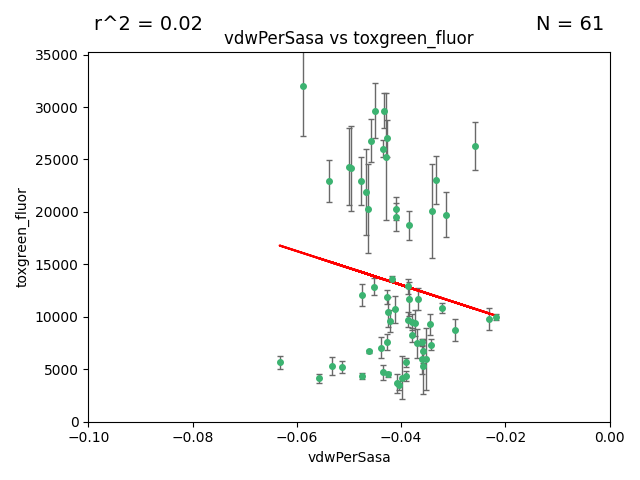 r^2 = 0.02
N = 61
vdwPerSasa vs toxgreen_fluor
toxgreen_fluor
35000
30000
25000
20000
15000
10000
5000
0
−0.10
−0.08
−0.06
−0.04
−0.02
0.00
vdwPerSasa